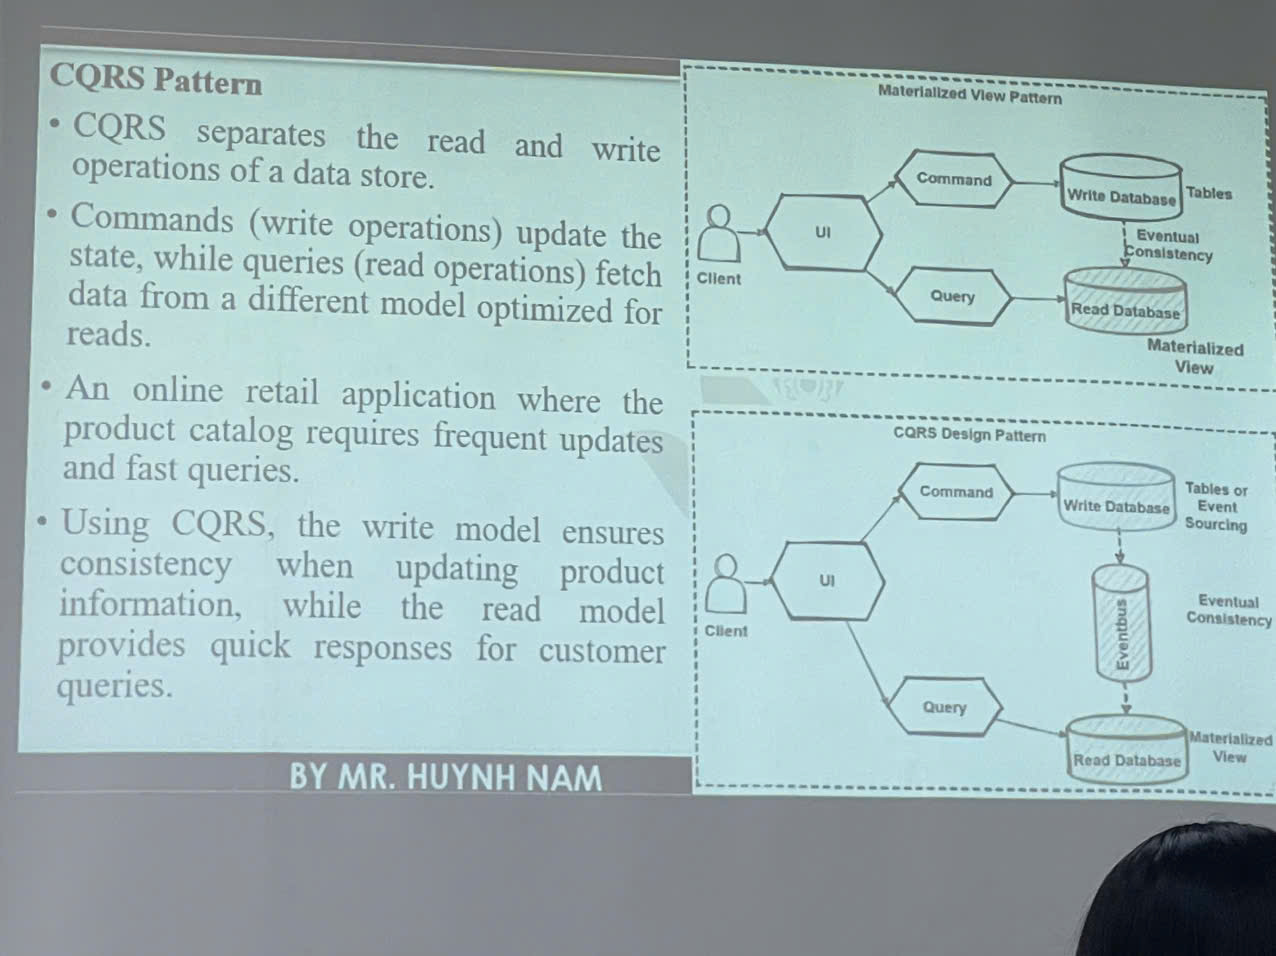 CQRS Pattern
• CQRS separates the read and write
operations of a data store.
• Commands (write operations) update the
state, while queries (read operations) fetch
data from a different model optimized for
reads.
• An online retail application where the
product catalog requires frequent updates
and fast queries.
• Using CQRS, the write model ensures
consistency when updating product
information, while the read model
provides quick responses for customer
queries.
BY MR. HUYNH NAM
Materialized View Pattern
Command
Write Database
Tables
UI
Client
Eventual
Consistency
Query
Read Database
Materialized
View
CQRS Design Pattern
Command
Write Database
Tables or
Event
Sourcing
UI
Client
Eventbus
Eventual
Consistency
Query
Read Database
Materialized
View